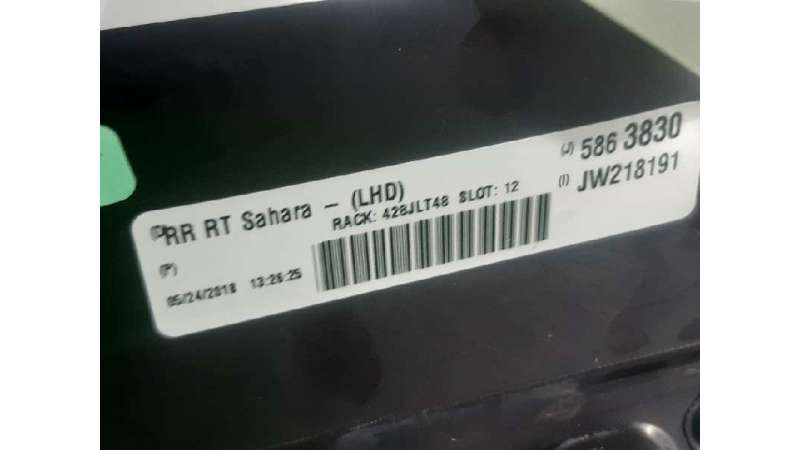 (D) RR RT Sahara - (LHD)
RACK: 428JLT48 SLOT: 12
(P)
05/24/2018 13:26:25
(J) 586 3830
(I) JW218191